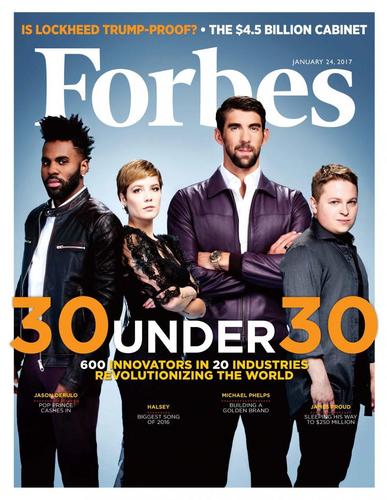 IS LOCKHEED TRUMP-PROOF? • THE $4.5 BILLION CABINET
JANUARY 24, 2017
Forbes
30 UNDER 30
600 INNOVATORS IN 20 INDUSTRIES
REVOLUTIONIZING THE WORLD
JASON DERULO
POP PRINCE
CASHES IN
HALSEY
BIGGEST SONG
OF 2016
MICHAEL PHELPS
BUILDING A
GOLDEN BRAND
JAMES PROUD
SLEEPING HIS WAY
TO $250 MILLION